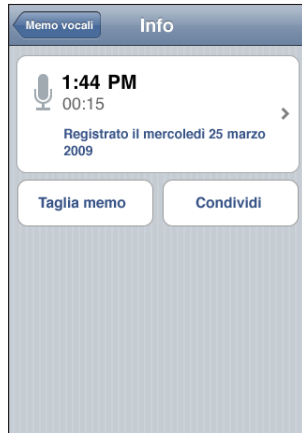 Memo vocali
Info
1:44 PM
00:15
Registrato il mercoledì 25 marzo
2009
Taglia memo
Condividi